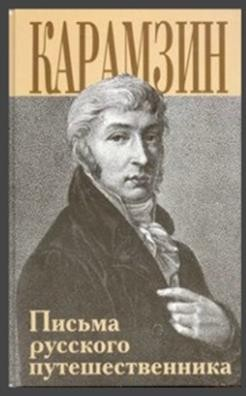 КАРАМЗИН
Письма
русского
путешественника